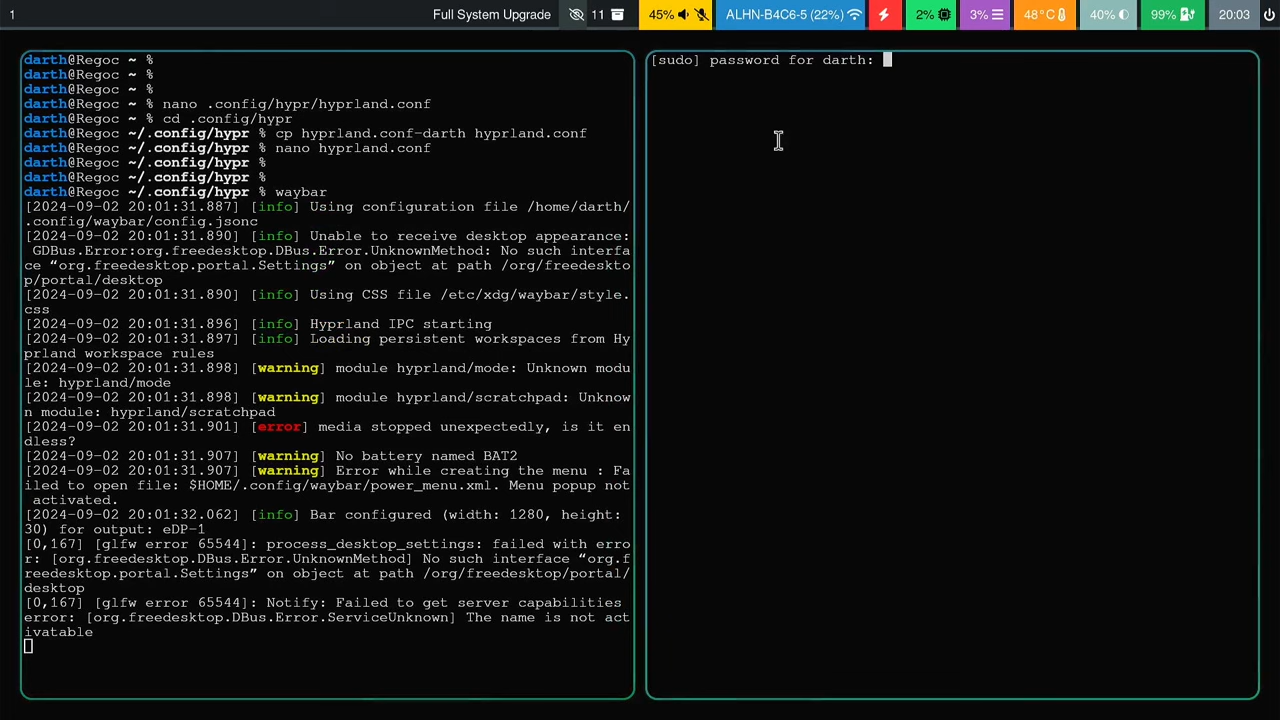 1 Full System Upgrade 11 45% ALHN-B4C6-5 (22%) 2% 3% 48°C 40% 99% 20:03
darth@Regoc ~ %
darth@Regoc ~ %
darth@Regoc ~ %
darth@Regoc ~ % nano .config/hypr/hyprland.conf
darth@Regoc ~ % cd .config/hypr
darth@Regoc ~/.config/hypr % cp hyprland.conf-darth hyprland.conf
darth@Regoc ~/.config/hypr % nano hyprland.conf
darth@Regoc ~/.config/hypr %
darth@Regoc ~/.config/hypr %
darth@Regoc ~/.config/hypr % waybar
[2024-09-02 20:01:31.887] [info] Using configuration file /home/darth/
.config/waybar/config.jsonc
[2024-09-02 20:01:31.890] [info] Unable to receive desktop appearance:
 GDBus.Error:org.freedesktop.DBus.Error.UnknownMethod: No such interfa
ce “org.freedesktop.portal.Settings” on object at path /org/freedeskto
p/portal/desktop
[2024-09-02 20:01:31.890] [info] Using CSS file /etc/xdg/waybar/style.
css
[2024-09-02 20:01:31.896] [info] Hyprland IPC starting
[2024-09-02 20:01:31.897] [info] Loading persistent workspaces from Hy
prland workspace rules
[2024-09-02 20:01:31.898] [warning] module hyprland/mode: Unknown modu
le: hyprland/mode
[2024-09-02 20:01:31.898] [warning] module hyprland/scratchpad: Unknow
n module: hyprland/scratchpad
[2024-09-02 20:01:31.901] [error] media stopped unexpectedly, is it en
dless?
[2024-09-02 20:01:31.907] [warning] No battery named BAT2
[2024-09-02 20:01:31.907] [warning] Error while creating the menu : Fa
iled to open file: $HOME/.config/waybar/power_menu.xml. Menu popup not
 activated.
[2024-09-02 20:01:32.062] [info] Bar configured (width: 1280, height:
30) for output: eDP-1
[0,167] [glfw error 65544]: process_desktop_settings: failed with erro
r: [org.freedesktop.DBus.Error.UnknownMethod] No such interface “org.f
reedesktop.portal.Settings” on object at path /org/freedesktop/portal/
desktop
[0,167] [glfw error 65544]: Notify: Failed to get server capabilities
error: [org.freedesktop.DBus.Error.ServiceUnknown] The name is not act
ivatable
[sudo] password for darth: